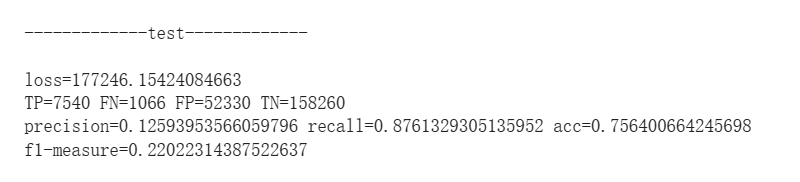 -------------test-------------
loss=177246.15424084663
TP=7540 FN=1066 FP=52330 TN=158260
precision=0.12593953566059796 recall=0.8761329305135952 acc=0.756400664245698
f1-measure=0.22022314387522637